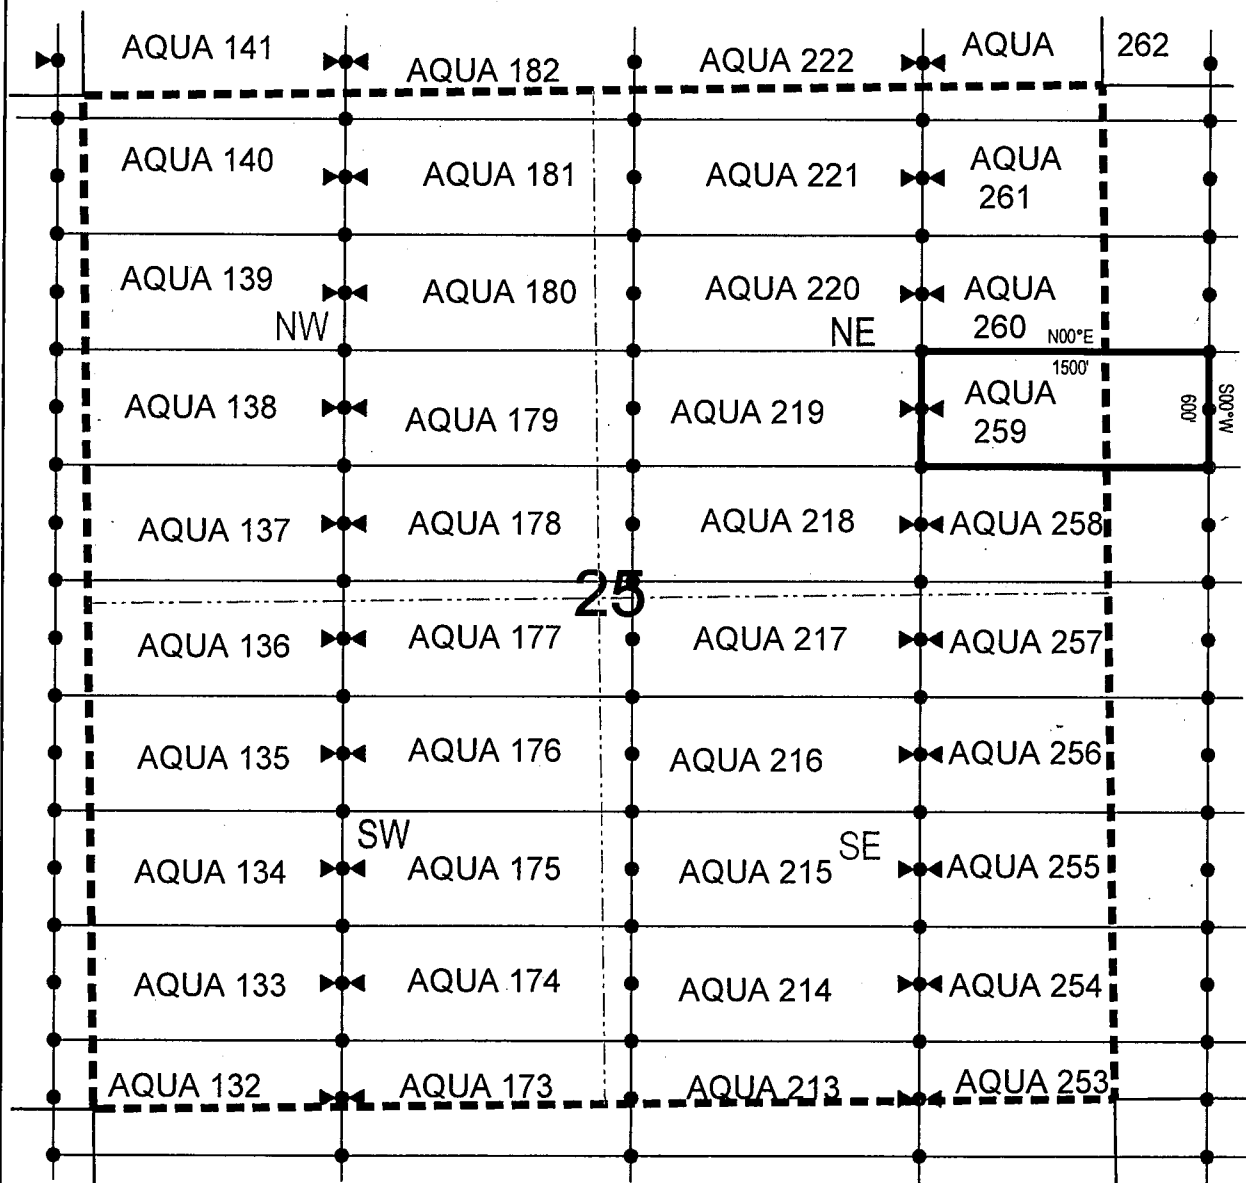 AQUA 141
AQUA 182
AQUA 222
AQUA 262
AQUA 140
AQUA 181
AQUA 221
AQUA
261
AQUA 139
AQUA 180
AQUA 220
AQUA
260
NW
NE
N00°E
1500'
AQUA 138
AQUA 179
AQUA 219
AQUA
259
600'
S00°W
AQUA 137
AQUA 178
AQUA 218
AQUA 258
25
AQUA 136
AQUA 177
AQUA 217
AQUA 257
AQUA 135
AQUA 176
AQUA 216
AQUA 256
SW
SE
AQUA 134
AQUA 175
AQUA 215
AQUA 255
AQUA 133
AQUA 174
AQUA 214
AQUA 254
AQUA 132
AQUA 173
AQUA 213
AQUA 253